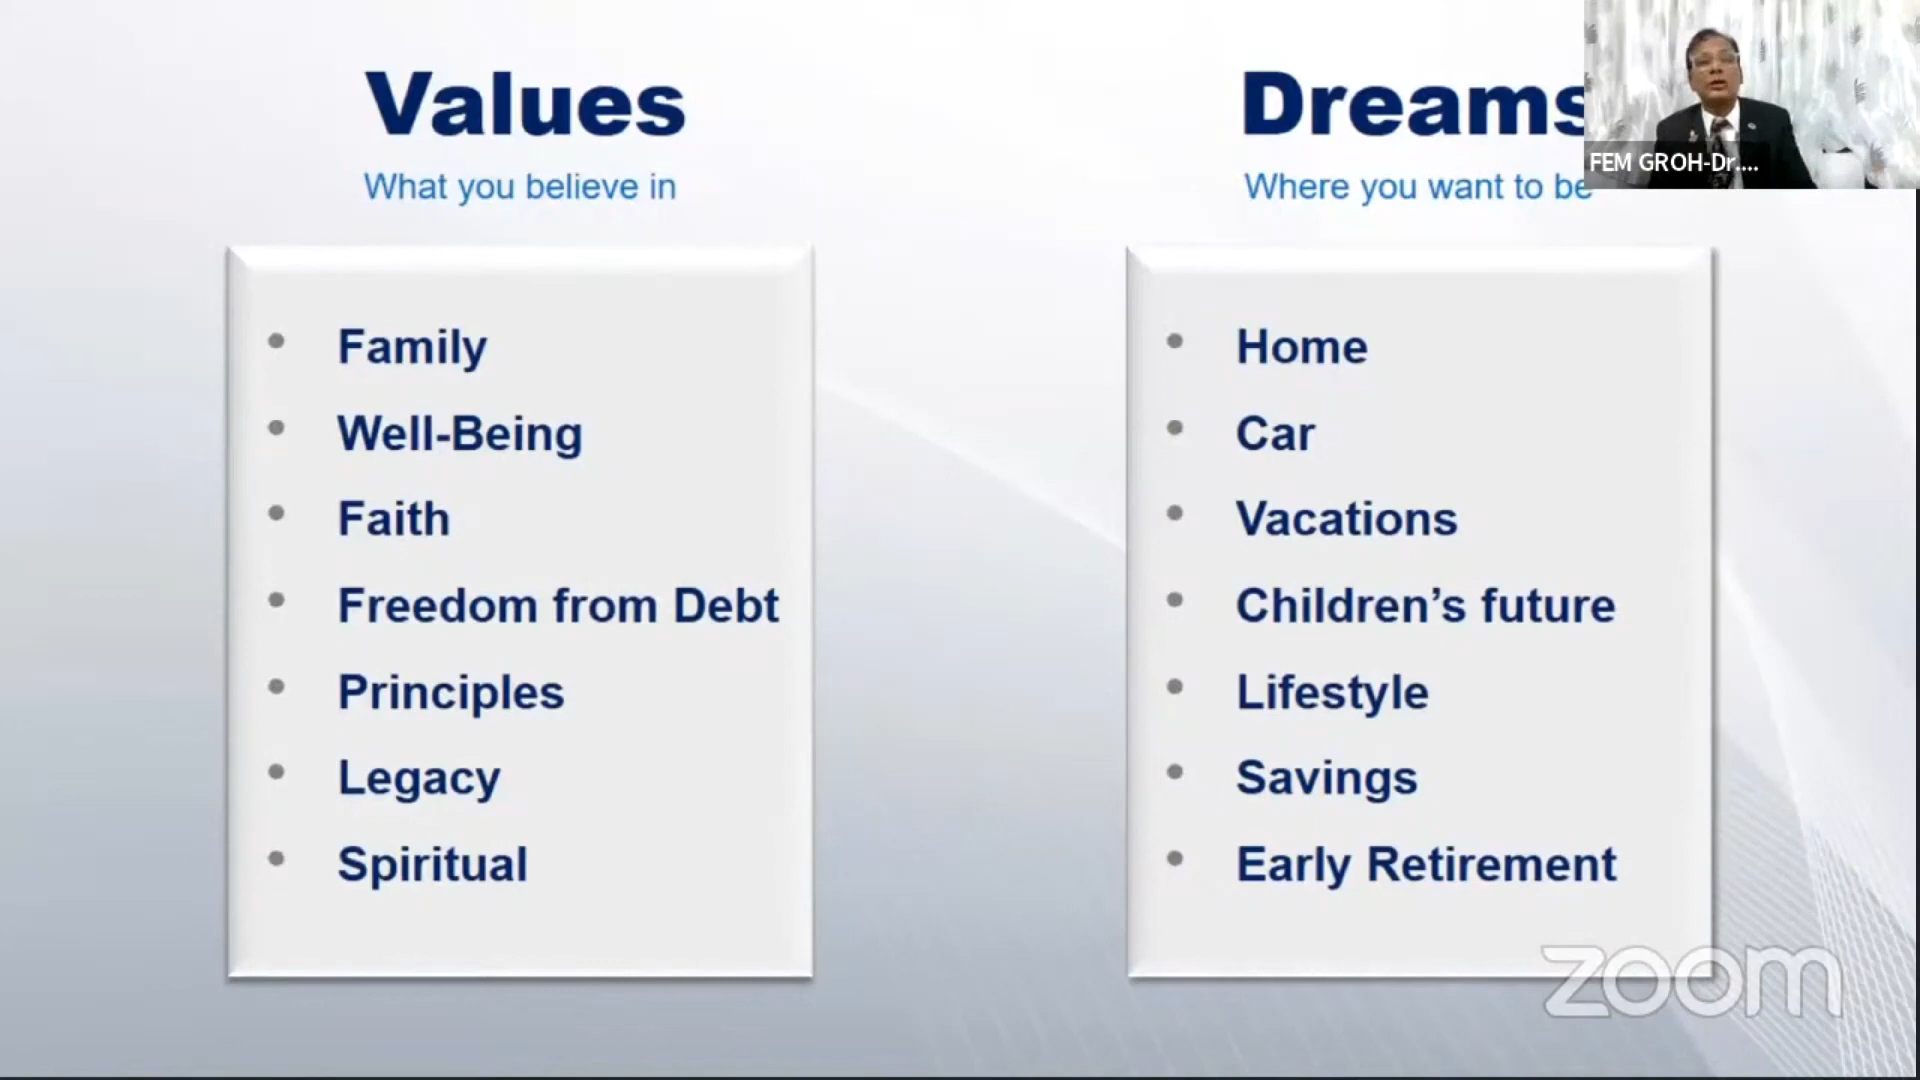 Values
What you believe in
Family
Well-Being
Faith
Freedom from Debt
Principles
Legacy
Spiritual
Dreams
Where you want to be
Home
Car
Vacations
Children’s future
Lifestyle
Savings
Early Retirement
FEM GROH-Dr....
zoom